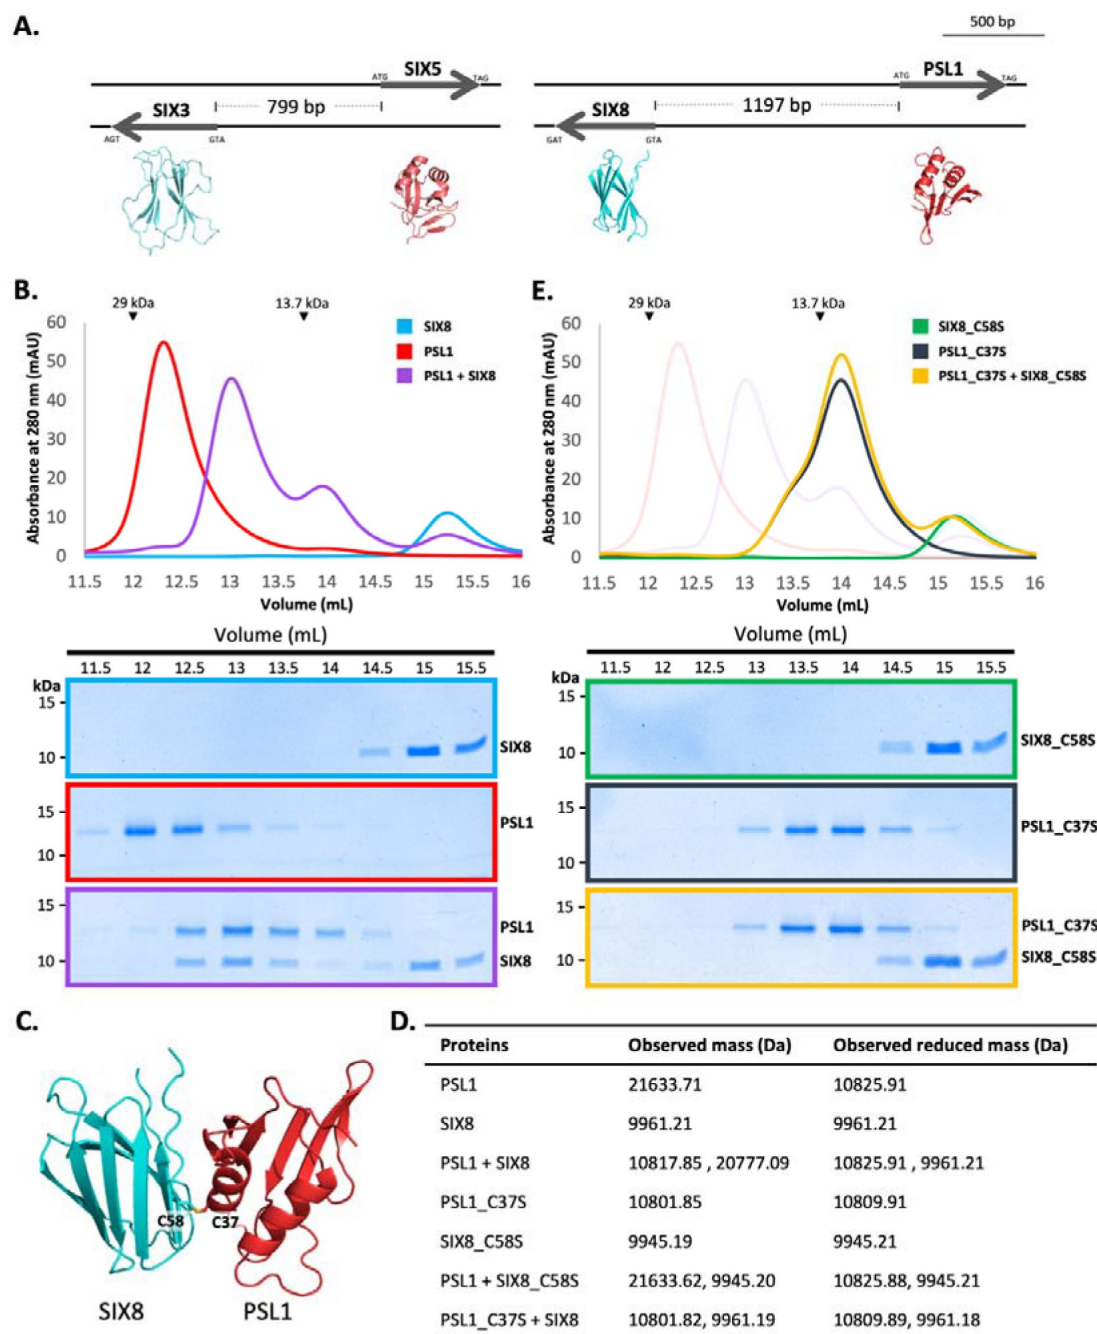 A.
500 bp
ATG SIX5 TAG
ATG PSL1 TAG
SIX3 799 bp
SIX8 1197 bp
AGT GTA
GAT GTA
B.
29 kDa 13.7 kDa
SIX8
PSL1
PSL1 + SIX8
Absorbance at 280 nm (mAU)
60
50
40
30
20
10
0
11.5 12 12.5 13 13.5 14 14.5 15 15.5 16
Volume (mL)
Volume (mL)
11.5 12 12.5 13 13.5 14 14.5 15 15.5
kDa
15
10
SIX8
15
10
PSL1
15
10
PSL1
SIX8
E.
29 kDa 13.7 kDa
SIX8_C58S
PSL1_C37S
PSL1_C37S + SIX8_C58S
Absorbance at 280 nm (mAU)
60
50
40
30
20
10
0
11.5 12 12.5 13 13.5 14 14.5 15 15.5 16
Volume (mL)
Volume (mL)
11.5 12 12.5 13 13.5 14 14.5 15 15.5
kDa
15
10
SIX8_C58S
15
10
PSL1_C37S
15
10
PSL1_C37S
SIX8_C58S
C.
C58 C37
SIX8 PSL1
D.
Proteins Observed mass (Da) Observed reduced mass (Da)
PSL1 21633.71 10825.91
SIX8 9961.21 9961.21
PSL1 + SIX8 10817.85 , 20777.09 10825.91 , 9961.21
PSL1_C37S 10801.85 10809.91
SIX8_C58S 9945.19 9945.21
PSL1 + SIX8_C58S 21633.62, 9945.20 10825.88, 9945.21
PSL1_C37S + SIX8 10801.82, 9961.19 10809.89, 9961.18